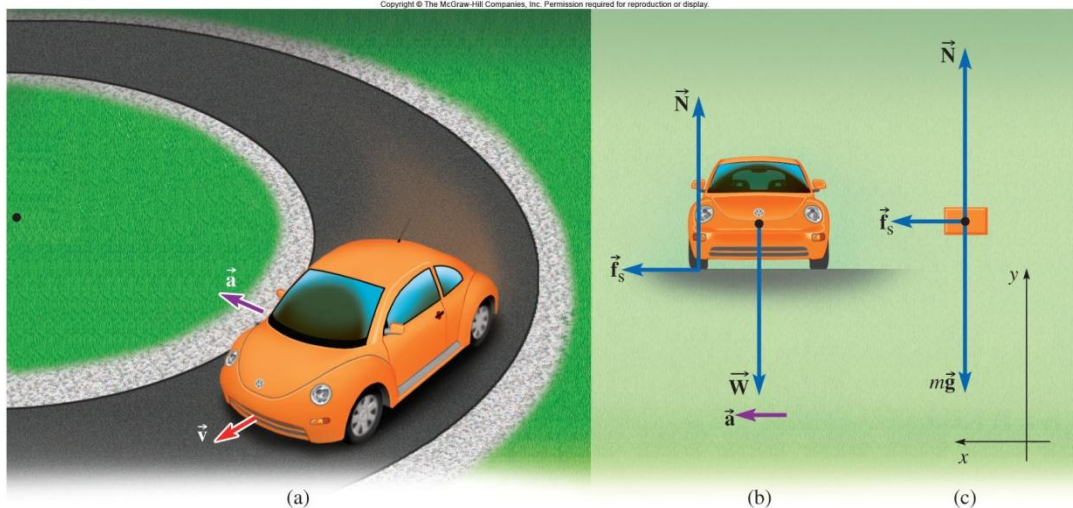 Copyright © The McGraw-Hill Companies, Inc. Permission required for reproduction or display.
a⃗
v⃗
(a)
N⃗
f⃗s
W⃗
a⃗
(b)
N⃗
f⃗s
mg⃗
y
x
(c)